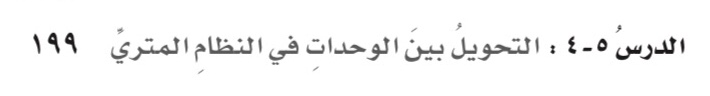 الدرسُ ٥-٤ : التحويلُ بينَ الوحداتِ في النظامِ المتريِّ ١٩٩